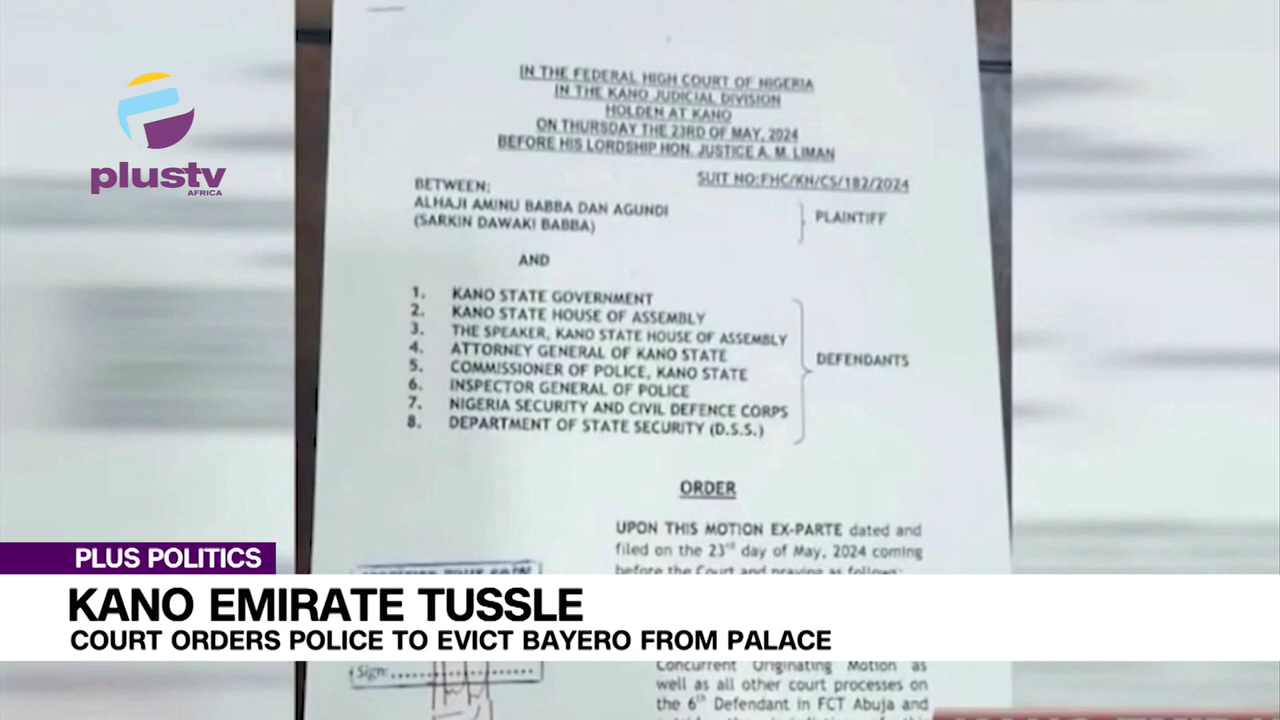 plustv
AFRICA
IN THE FEDERAL HIGH COURT OF NIGERIA
IN THE KANO JUDICIAL DIVISION
HOLDEN AT KANO
ON THURSDAY THE 23RD OF MAY, 2024
BEFORE HIS LORDSHIP HON. JUSTICE A. M. LIMAN
SUIT NO:FHC/KN/CS/182/2024
BETWEEN:
ALHAJI AMINU BABBA DAN AGUNDI
(SARKIN DAWAKI BABBA)
PLAINTIFF
AND
1. KANO STATE GOVERNMENT
2. KANO STATE HOUSE OF ASSEMBLY
3. THE SPEAKER, KANO STATE HOUSE OF ASSEMBLY
4. ATTORNEY GENERAL OF KANO STATE
5. COMMISSIONER OF POLICE, KANO STATE
6. INSPECTOR GENERAL OF POLICE
7. NIGERIA SECURITY AND CIVIL DEFENCE CORPS
8. DEPARTMENT OF STATE SECURITY (D.S.S.)
DEFENDANTS
ORDER
UPON THIS MOTION EX-PARTE dated and
filed on the 23rd day of May, 2024 coming
before the Court and praying as follows:
PLUS POLITICS
KANO EMIRATE TUSSLE
COURT ORDERS POLICE TO EVICT BAYERO FROM PALACE
Sign:
Concurrent Originating Motion as
well as all other court processes on
the 6th Defendant in FCT Abuja and